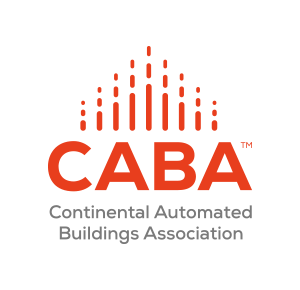 CABA™
Continental Automated
Buildings Association